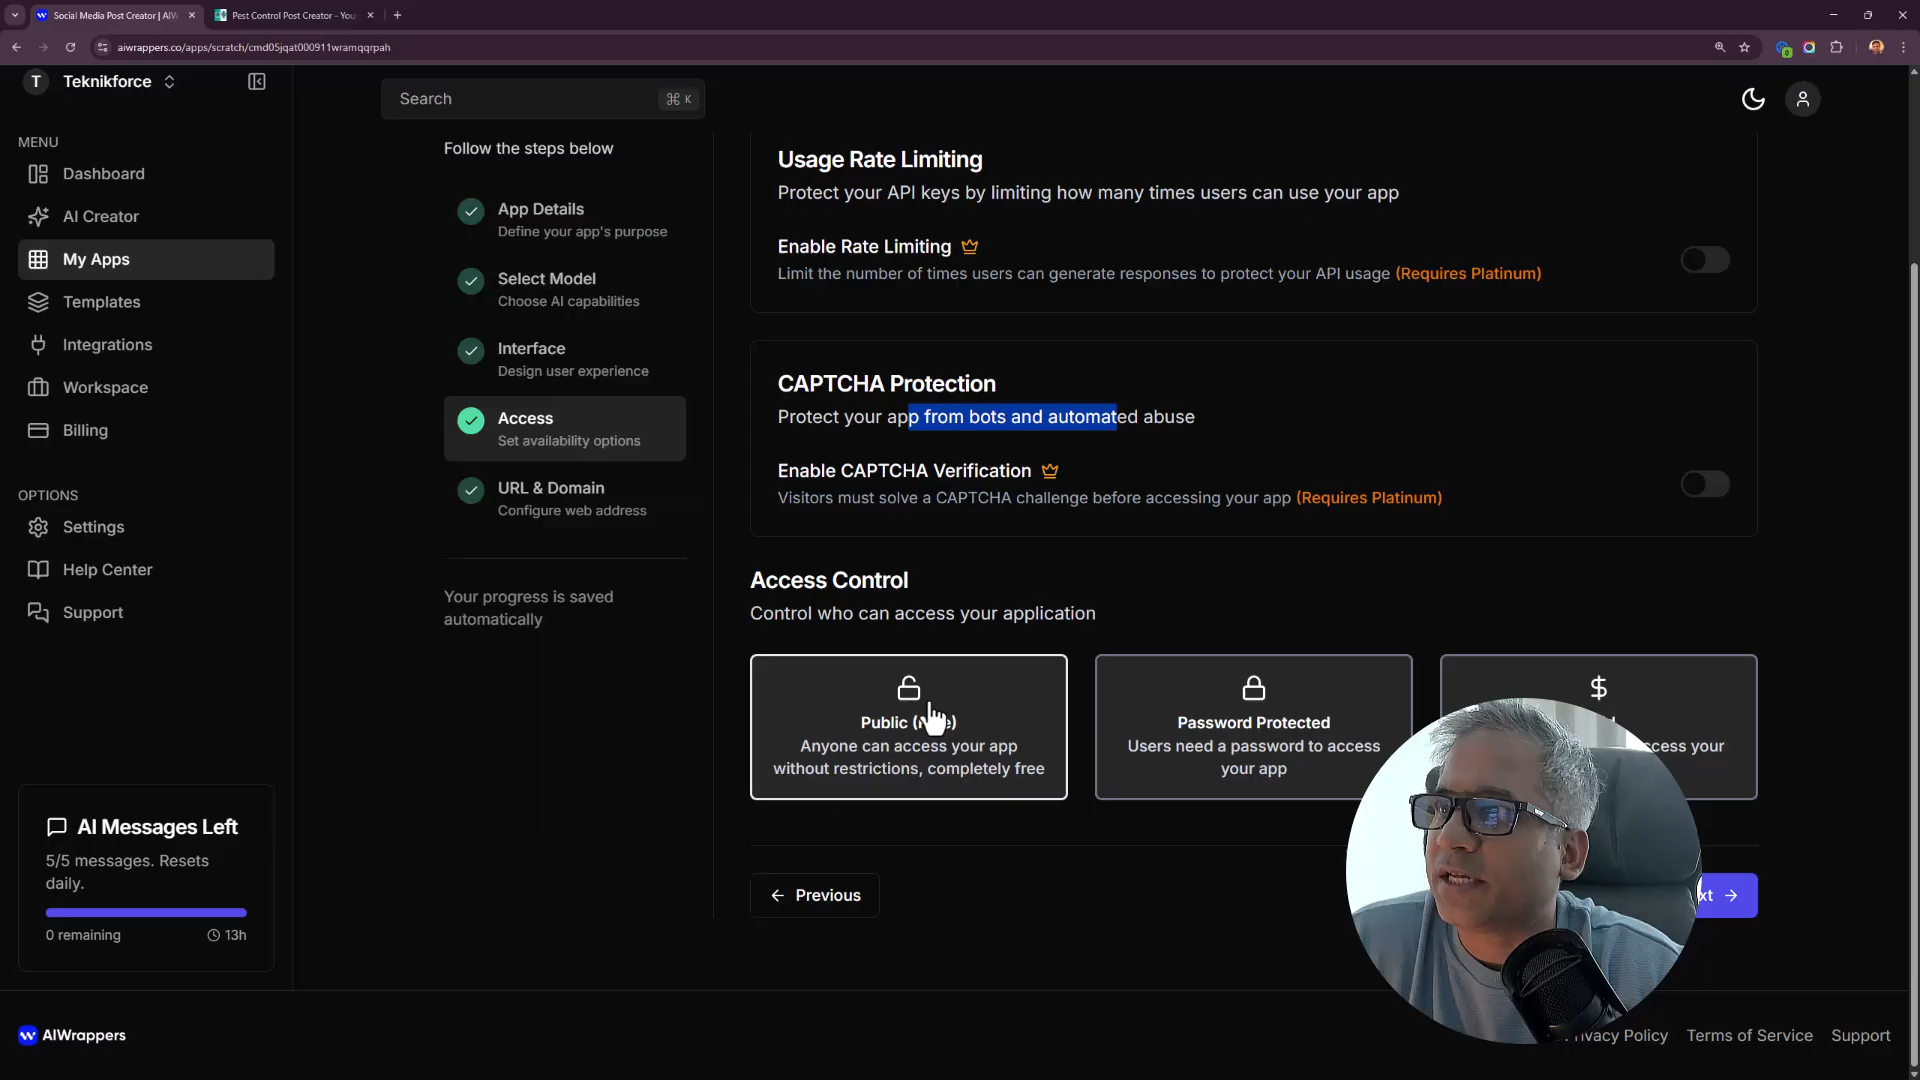 Social Media Post Creator | AIW
Pest Control Post Creator - You
aiwrappers.co/apps/scratch/cmd05jqat000911wramqqrpah
T Teknikforce
Search
⌘ K
MENU
Dashboard
AI Creator
My Apps
Templates
Integrations
Workspace
Billing
OPTIONS
Settings
Help Center
Support
AI Messages Left
5/5 messages. Resets
daily.
0 remaining
13h
Follow the steps below
App Details
Define your app's purpose
Select Model
Choose AI capabilities
Interface
Design user experience
Access
Set availability options
URL & Domain
Configure web address
Your progress is saved
automatically
Usage Rate Limiting
Protect your API keys by limiting how many times users can use your app
Enable Rate Limiting
Limit the number of times users can generate responses to protect your API usage (Requires Platinum)
CAPTCHA Protection
Protect your app from bots and automated abuse
Enable CAPTCHA Verification
Visitors must solve a CAPTCHA challenge before accessing your app (Requires Platinum)
Access Control
Control who can access your application
Public
Anyone can access your app
without restrictions, completely free
Password Protected
Users need a password to access
your app
your
Previous
AIWrappers
Privacy Policy
Terms of Service
Support